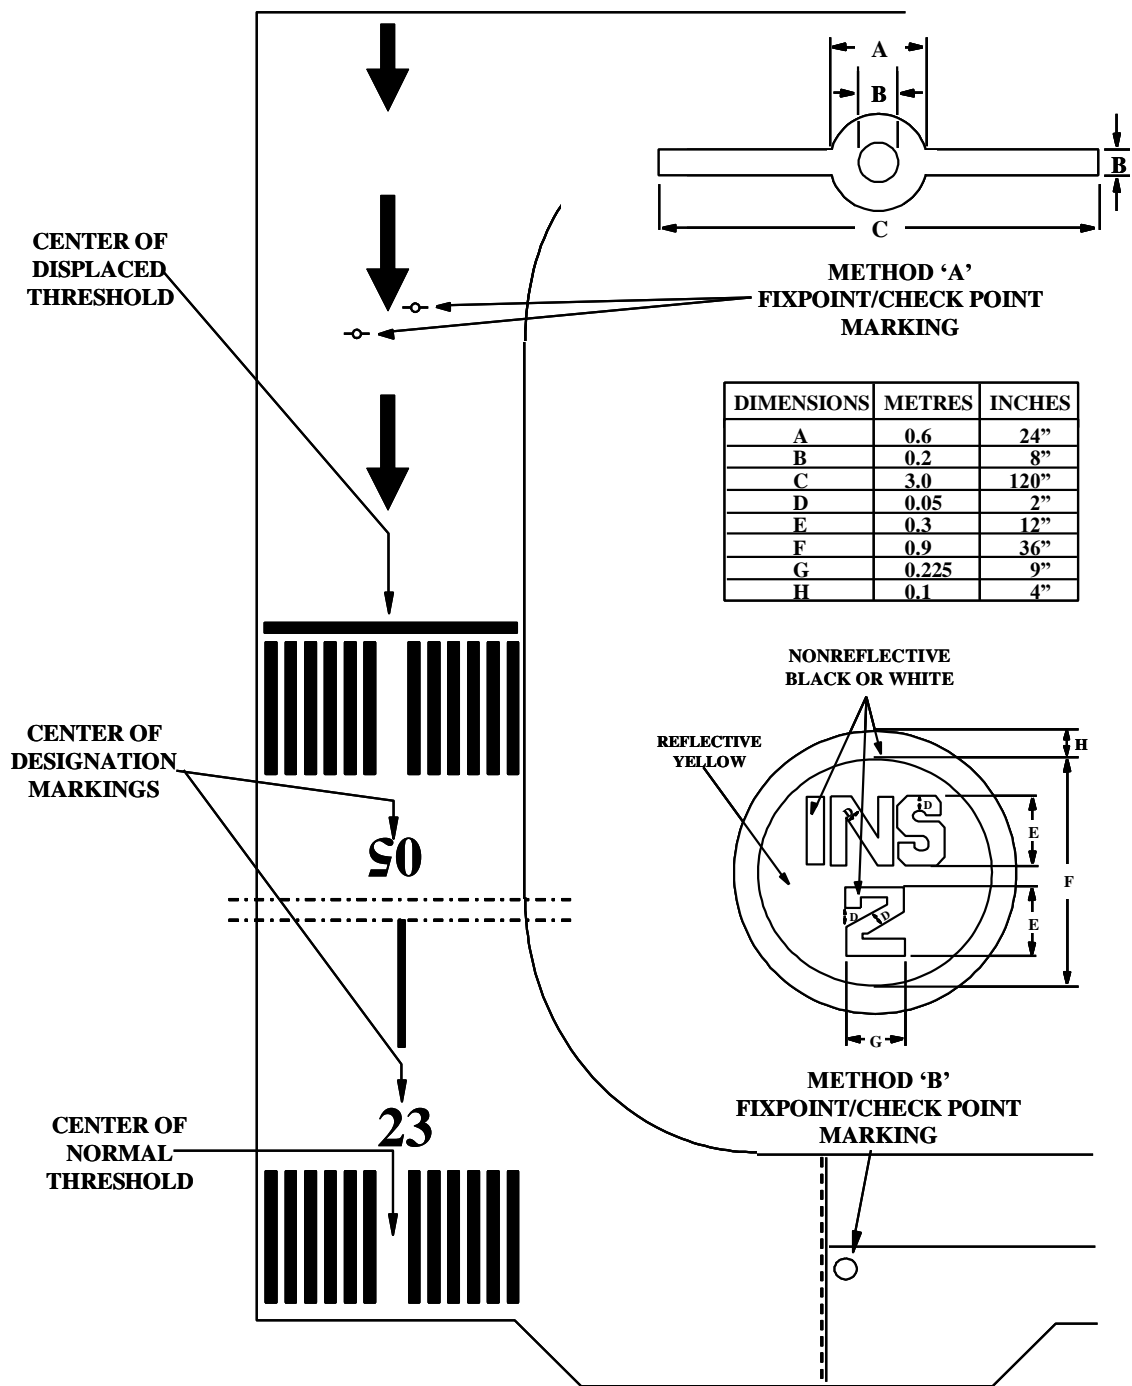 A
B
B
C
METHOD ‘A’
FIXPOINT/CHECK POINT
MARKING
CENTER OF
DISPLACED
THRESHOLD
DIMENSIONS METRES INCHES
A 0.6 24”
B 0.2 8”
C 3.0 120”
D 0.05 2”
E 0.3 12”
F 0.9 36”
G 0.225 9”
H 0.1 4”
NONREFLECTIVE
BLACK OR WHITE
REFLECTIVE
YELLOW
H
INS
D
D
E
F
2
D
D
E
G
CENTER OF
DESIGNATION
MARKINGS
05
23
METHOD ‘B’
FIXPOINT/CHECK POINT
MARKING
CENTER OF
NORMAL
THRESHOLD